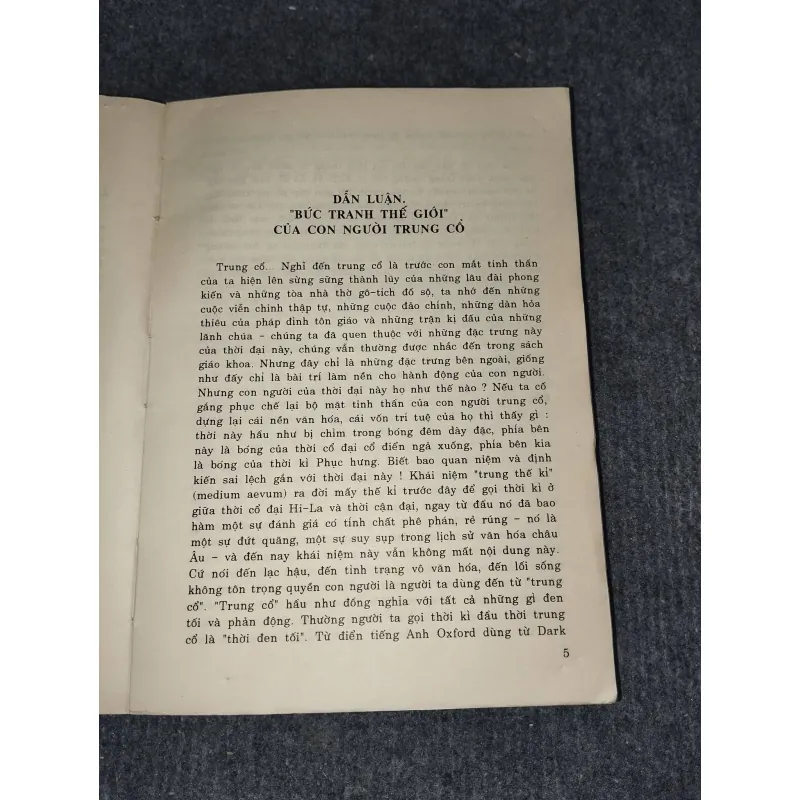 DẪN LUẬN.
"BỨC TRANH THẾ GIỚI"
CỦA CON NGƯỜI TRUNG CỔ
Trung cổ... Nghỉ đến trung cổ là trước con mắt tinh thần
của ta hiện lên sừng sững thành lũy của những lâu đài phong
kiến và những tòa nhà thờ gô-tích đồ sộ, ta nhớ đến những
cuộc viễn chinh thập tự, những cuộc đảo chính, những dàn hỏa
thiêu của pháp đình tôn giáo và những trận kị đấu của những
lãnh chúa – chúng ta đã quen thuộc với những đặc trưng này
của thời đại này, chúng vẫn thường được nhắc đến trong sách
giáo khoa. Nhưng đây chỉ là những đặc trưng bên ngoài, giống
như đấy chỉ là bài trí làm nền cho hành động của con người.
Nhưng con người của thời đại này họ như thế nào ? Nếu ta cố
gắng phục chế lại bộ mặt tinh thần của con người trung cổ,
dựng lại cái nền văn hóa, cái vốn trí tuệ của họ thì thấy gì :
thời này hầu như bị chìm trong bóng đêm dày đặc, phía bên
này là bóng của thời cổ đại cổ điển ngả xuống, phía bên kia
là bóng của thời kì Phục hưng. Biết bao quan niệm và định
kiến sai lệch gắn với thời đại này ! Khái niệm "trung thế kỉ"
(medium aevum) ra đời mấy thế kỉ trước đây để gọi thời kì ở
giữa thời cổ đại Hi-La và thời cận đại, ngay từ đầu nó đã bao
hàm một sự đánh giá có tính chất phê phán, rẻ rúng – nó là
một sự đứt quãng, một sự suy sụp trong lịch sử văn hóa châu
Âu – và đến nay khái niệm này vẫn không mất nội dung này.
Cứ nói đến lạc hậu, đến tình trạng vô văn hóa, đến lối sống
không tôn trọng quyền con người là người ta dùng đến từ "trung
cổ". "Trung cổ" hầu như đồng nghĩa với tất cả những gì đen
tối và phản động. Thường người ta gọi thời kì đầu thời trung
cổ là "thời đen tối". Từ điển tiếng Anh Oxford dùng từ Dark
5